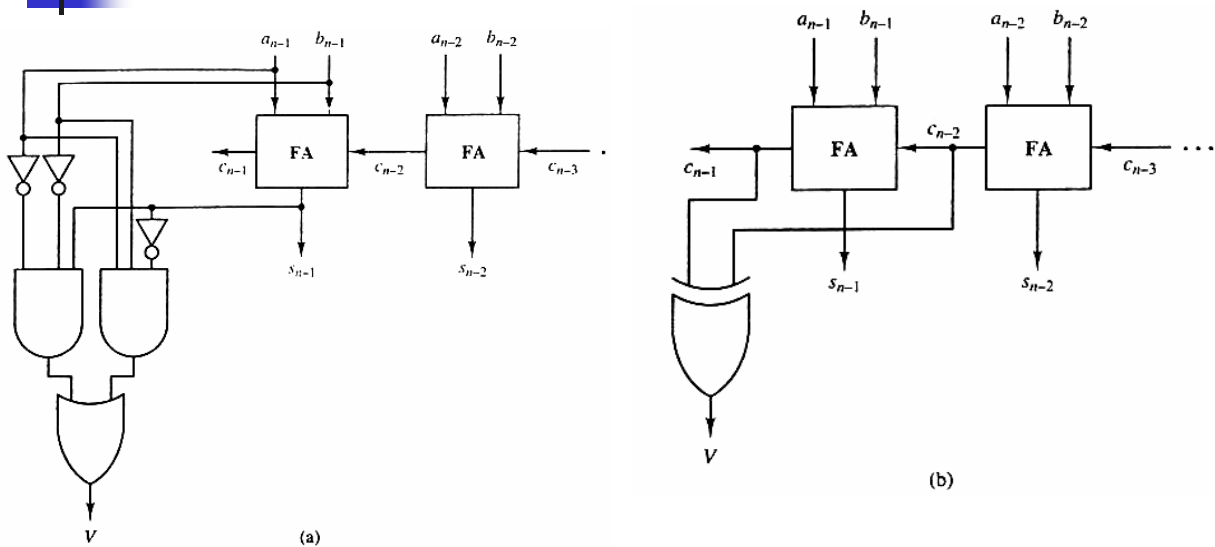 a_{n-1} b_{n-1} a_{n-2} b_{n-2}
FA FA
c_{n-1} c_{n-2} c_{n-3} .
s_{n-1} s_{n-2}
V
(a)
a_{n-1} b_{n-1} a_{n-2} b_{n-2}
c_{n-2}
FA FA
c_{n-1} c_{n-3} ...
s_{n-1} s_{n-2}
V
(b)